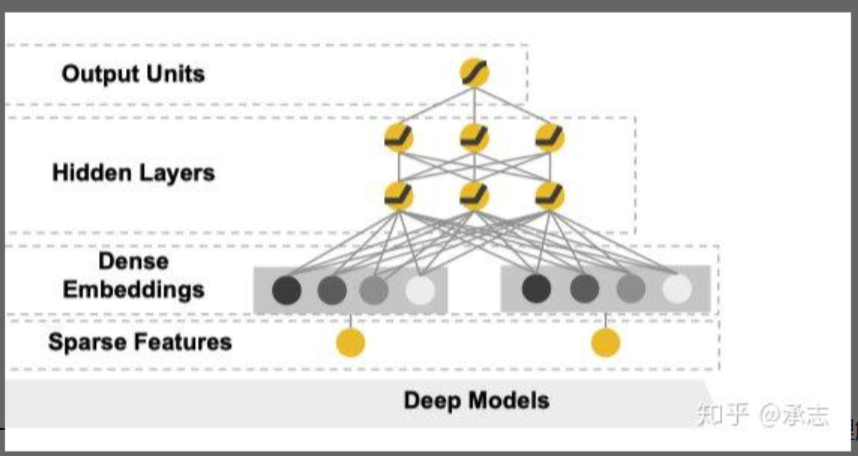 Output Units
Hidden Layers
Dense
Embeddings
Sparse Features
Deep Models
知乎 @承志